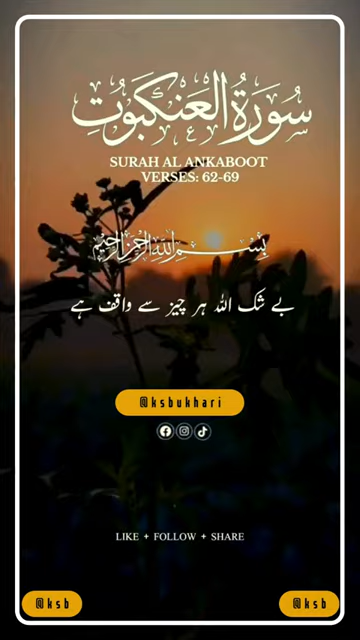 سُورَةُ العَنكَبُوتِ
SURAH AL ANKABOOT
VERSES: 62-69
بِسْمِ اللهِ الرَّحْمٰنِ الرَّحِيْمِ
بے شک اللہ ہر چیز سے واقف ہے
@ksbukhari
LIKE + FOLLOW + SHARE
@ksb
@ksb